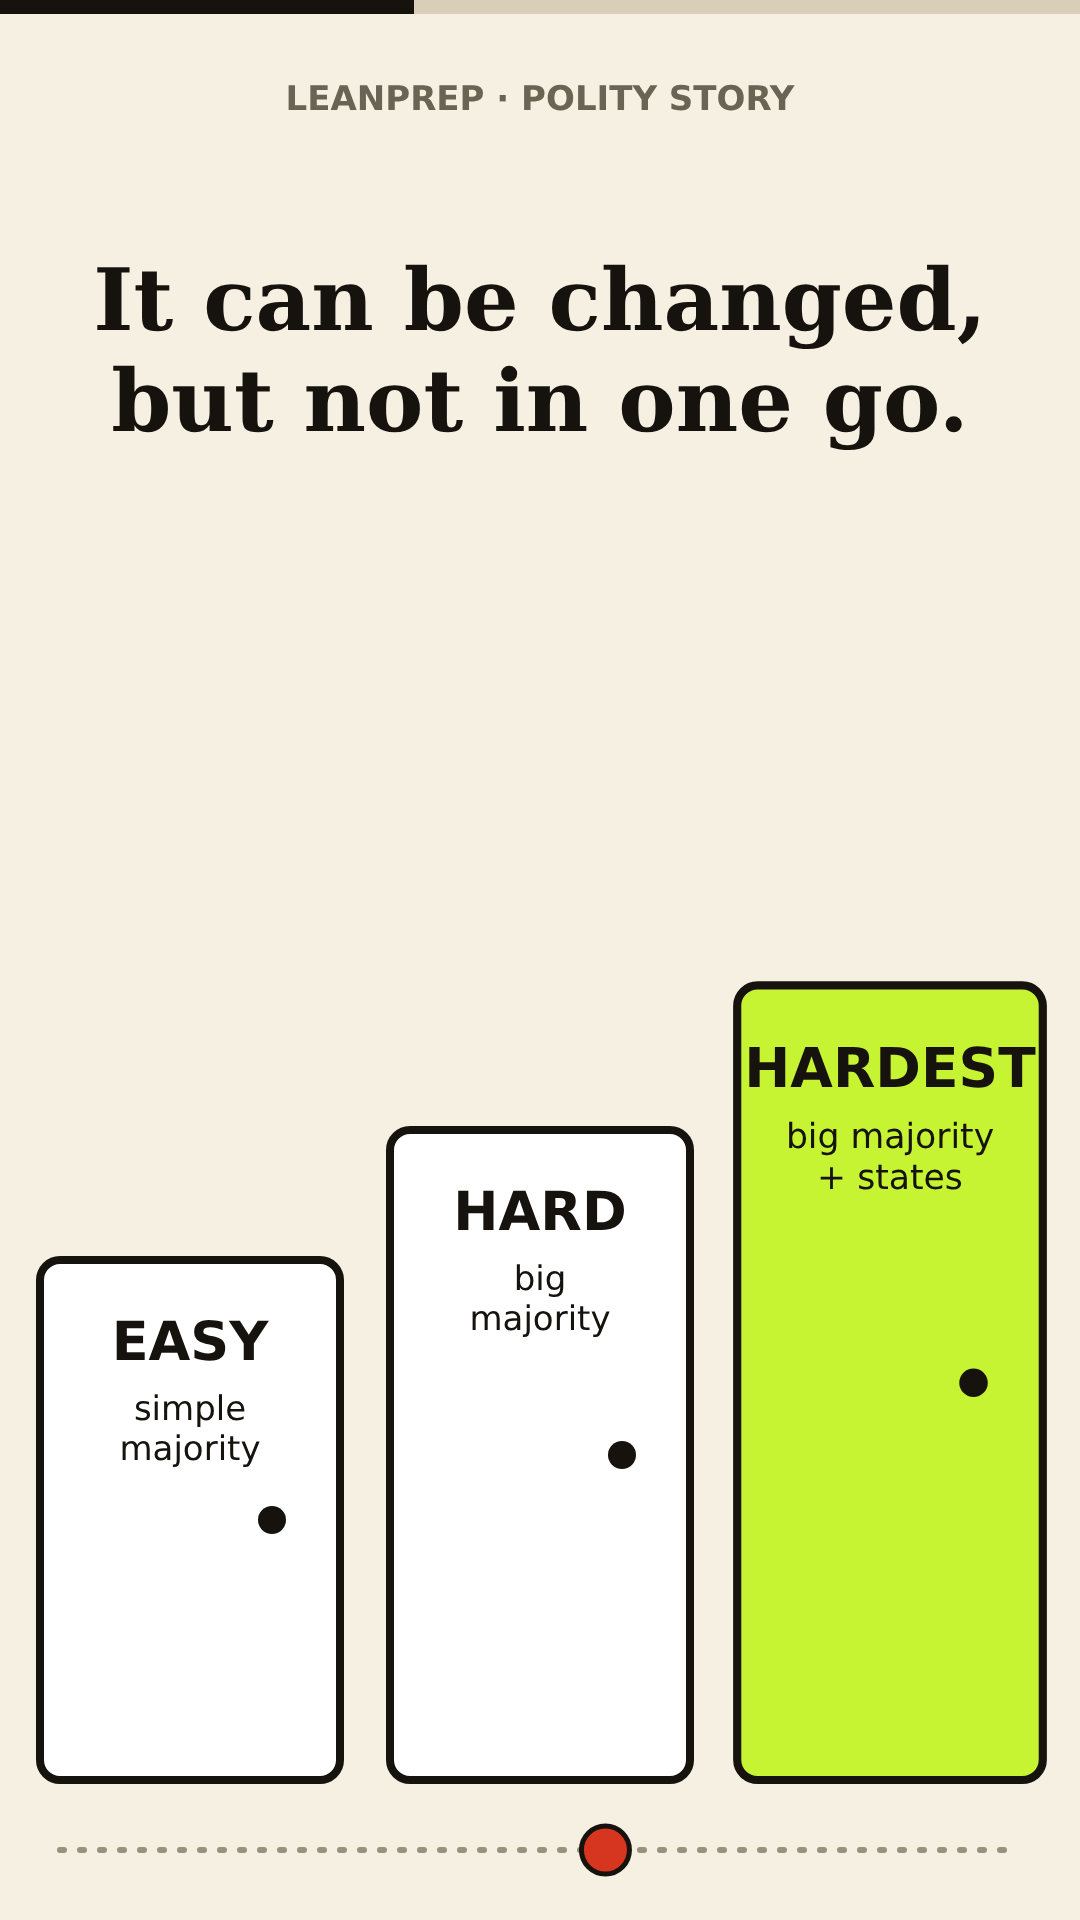 LEANPREP · POLITY STORY
It can be changed,
but not in one go.
EASY
simple
majority
HARD
big
majority
HARDEST
big majority
+ states